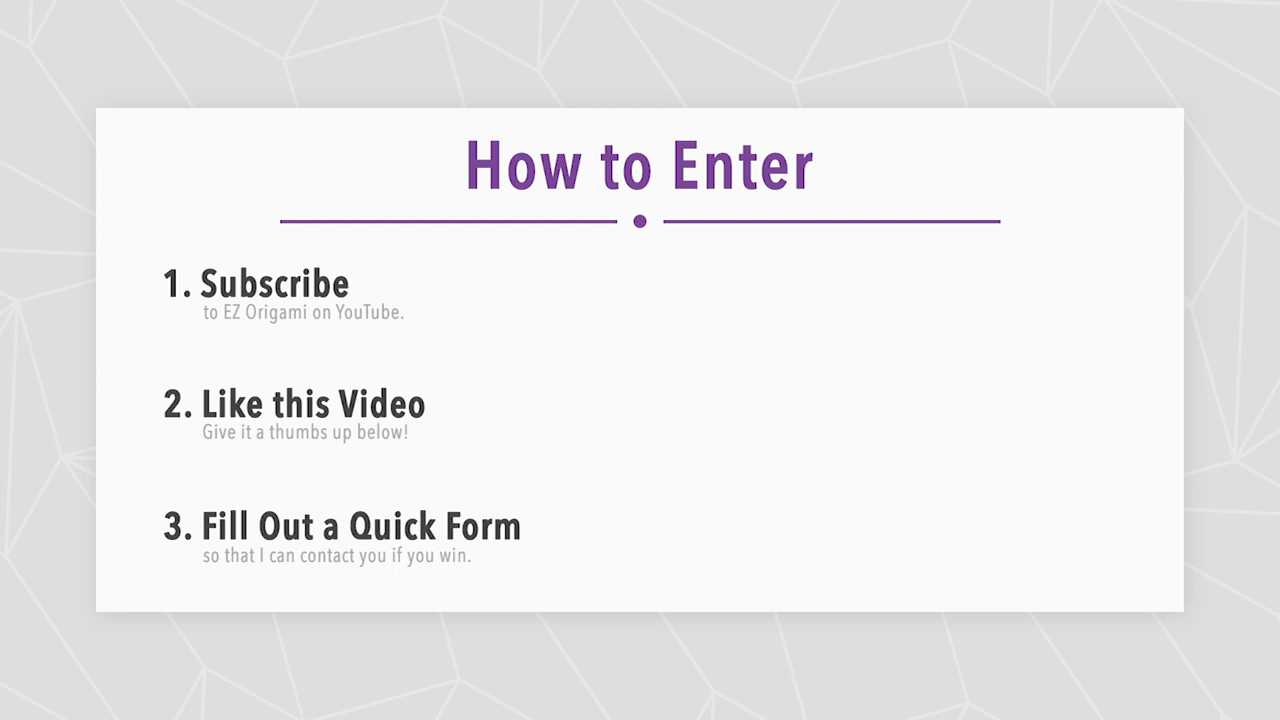 How to Enter
1. Subscribe
to EZ Origami on YouTube.
2. Like this Video
Give it a thumbs up below!
3. Fill Out a Quick Form
so that I can contact you if you win.